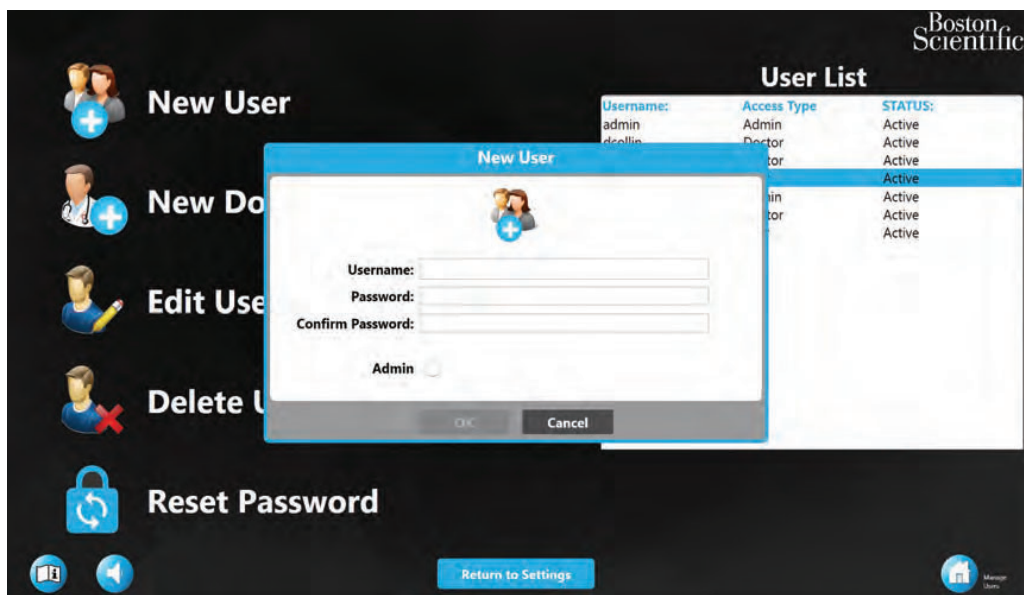 Boston
Scientific
User List
New User
Username: Access Type STATUS:
admin Admin Active
dcollin Doctor Active
Active
Active
Active
Active
Active
New User
Username:
Password:
Confirm Password:
Admin
OK Cancel
New Do
Edit Use
Delete U
Reset Password
Return to Settings
Manage
Users